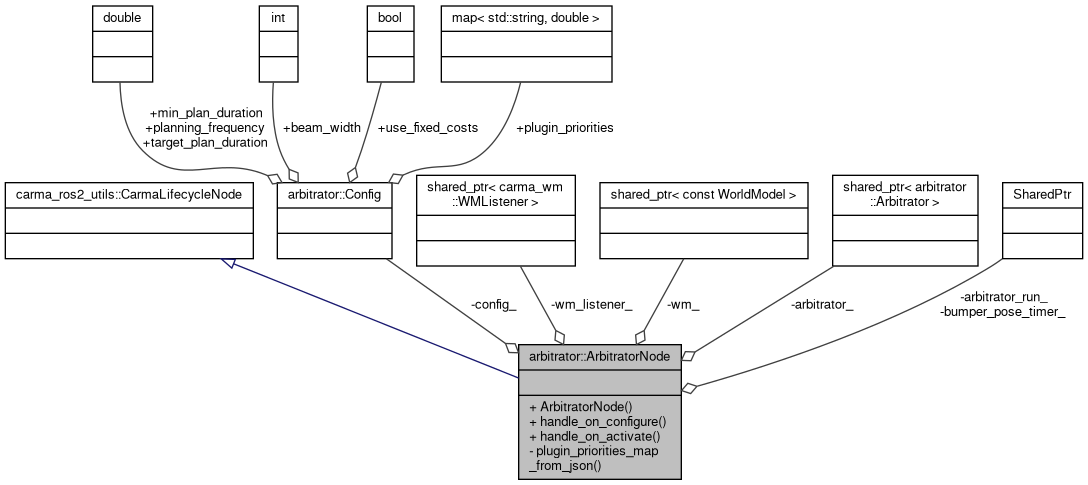 double
int
bool
map< std::string, double >
+min_plan_duration
+planning_frequency
+target_plan_duration
+beam_width
+use_fixed_costs
+plugin_priorities
carma_ros2_utils::CarmaLifecycleNode
arbitrator::Config
shared_ptr< carma_wm
::WMListener >
shared_ptr< const WorldModel >
shared_ptr< arbitrator
::Arbitrator >
SharedPtr
-config_
-wm_listener_
-wm_
-arbitrator_
-arbitrator_run_
-bumper_pose_timer_
arbitrator::ArbitratorNode
+ ArbitratorNode()
+ handle_on_configure()
+ handle_on_activate()
- plugin_priorities_map
_from_json()